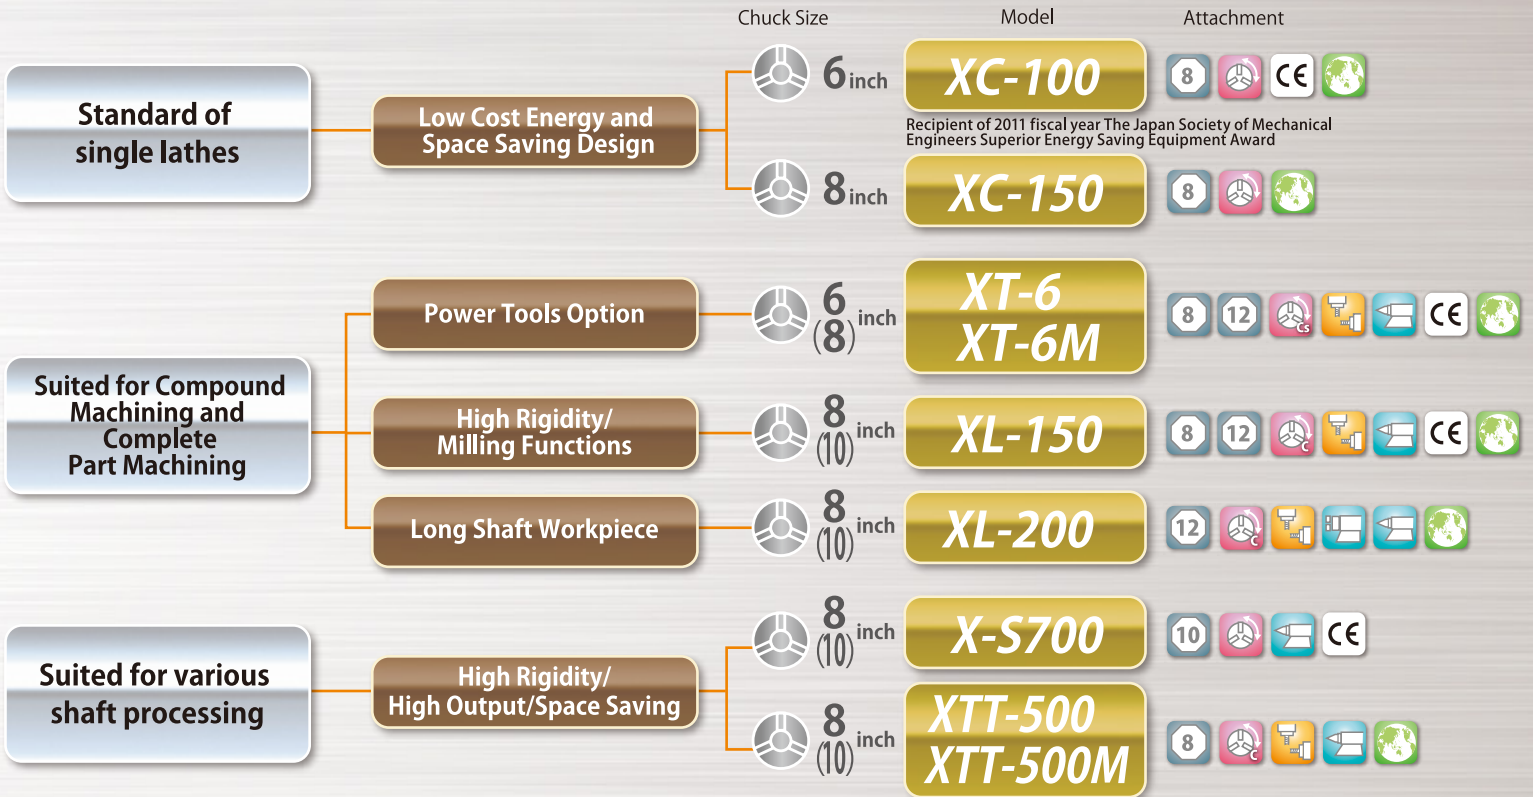 Chuck Size
Model
Attachment
Standard of
single lathes
Low Cost Energy and
Space Saving Design
6 inch
XC-100
8
CE
Recipient of 2011 fiscal year The Japan Society of Mechanical
Engineers Superior Energy Saving Equipment Award
8 inch
XC-150
8
Suited for Compound
Machining and
Complete
Part Machining
Power Tools Option
6
(8) inch
XT-6
XT-6M
8
12
Cs
CE
High Rigidity/
Milling Functions
8
(10) inch
XL-150
8
12
C
CE
Long Shaft Workpiece
8
(10) inch
XL-200
12
C
Suited for various
shaft processing
High Rigidity/
High Output/Space Saving
8
(10) inch
X-S700
10
CE
8
(10) inch
XTT-500
XTT-500M
8
C